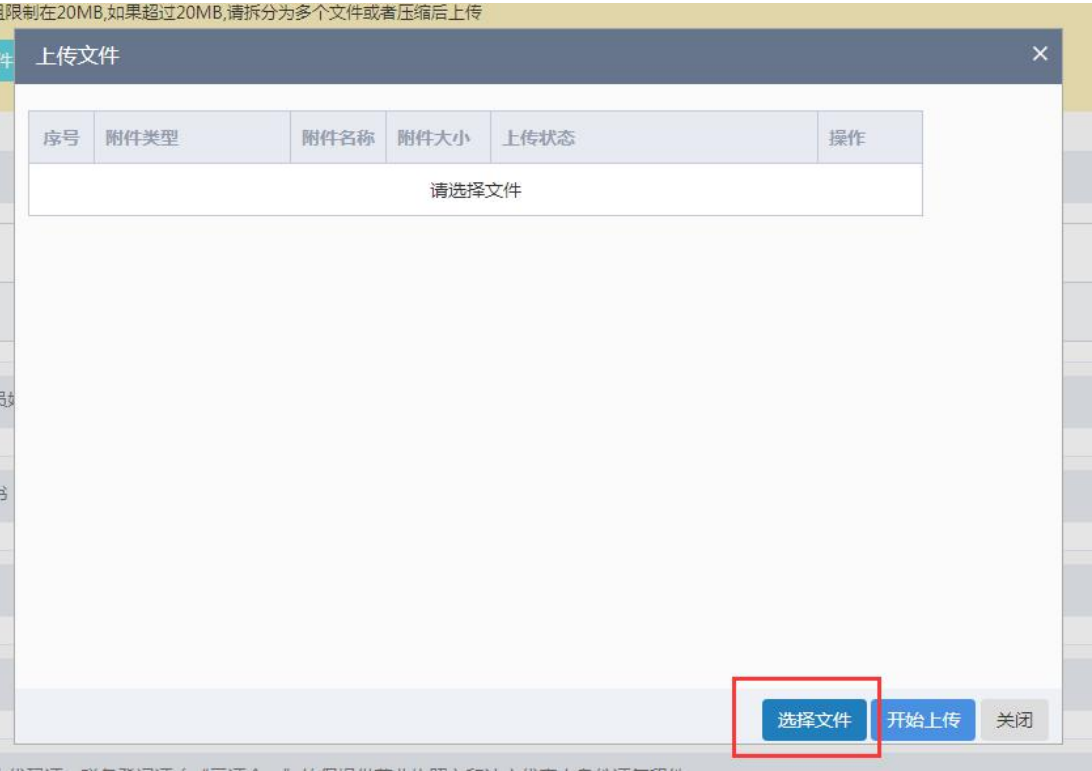 限制在20MB,如果超过20MB,请拆分为多个文件或者压缩后上传
件
上传文件
×
序号 附件类型 附件名称 附件大小 上传状态 操作
请选择文件
书
选择文件 开始上传 关闭